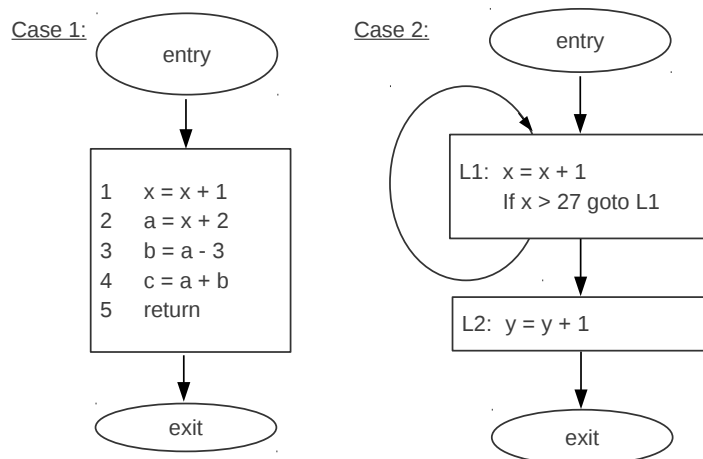 Case 1:
entry
1 x = x + 1
2 a = x + 2
3 b = a - 3
4 c = a + b
5 return
exit
Case 2:
entry
L1: x = x + 1
If x > 27 goto L1
L2: y = y + 1
exit